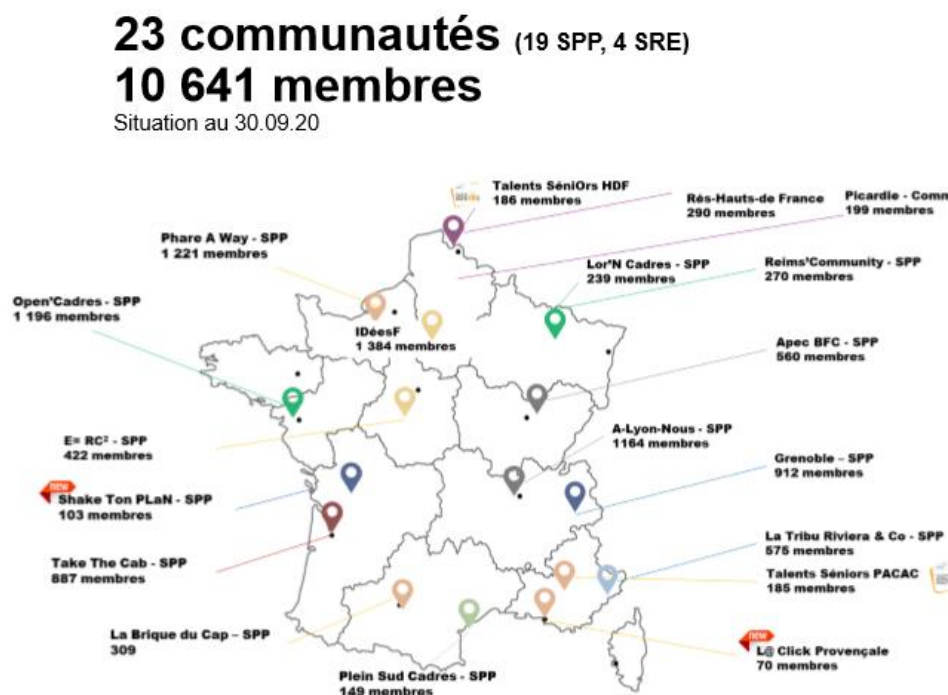 23 communautés (19 SPP, 4 SRE)
10 641 membres
Situation au 30.09.20
Talents SéniOrs HDF
186 membres
Rés-Hauts-de France
290 membres
Picardie - Comm
199 membres
Phare A Way - SPP
1 221 membres
Lor'N Cadres - SPP
239 membres
Reims'Community - SPP
270 membres
Open'Cadres - SPP
1 196 membres
IDéesF
1 384 membres
Apec BFC - SPP
560 membres
E= RC² - SPP
422 membres
A-Lyon-Nous - SPP
1164 membres
Grenoble – SPP
912 membres
new
Shake Ton PLaN - SPP
103 membres
Take The Cab - SPP
887 membres
La Tribu Riviera & Co - SPP
575 membres
Talents Séniors PACAC
185 membres
La Brique du Cap – SPP
309
new
L@ Click Provençale
70 membres
Plein Sud Cadres - SPP
149 membres